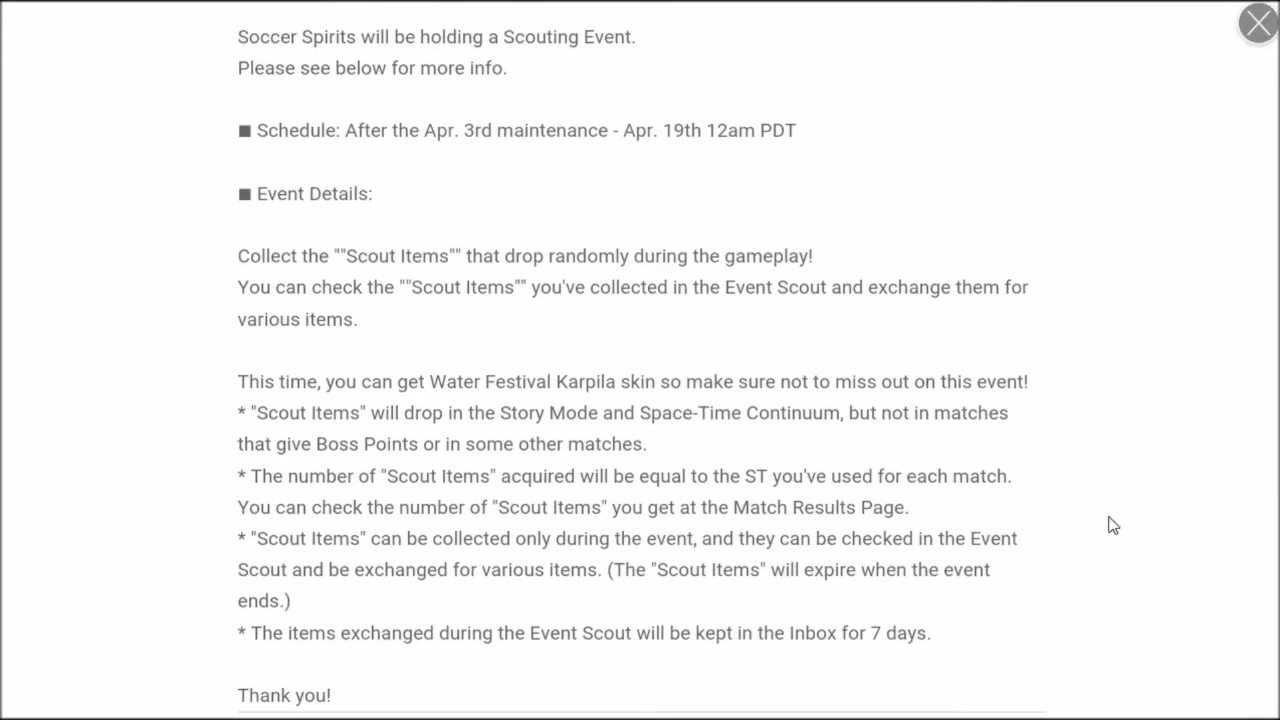 Soccer Spirits will be holding a Scouting Event.
Please see below for more info.
■ Schedule: After the Apr. 3rd maintenance - Apr. 19th 12am PDT
■ Event Details:
Collect the ""Scout Items"" that drop randomly during the gameplay!
You can check the ""Scout Items"" you've collected in the Event Scout and exchange them for
various items.
This time, you can get Water Festival Karpila skin so make sure not to miss out on this event!
* "Scout Items" will drop in the Story Mode and Space-Time Continuum, but not in matches
that give Boss Points or in some other matches.
* The number of "Scout Items" acquired will be equal to the ST you've used for each match.
You can check the number of "Scout Items" you get at the Match Results Page.
* "Scout Items" can be collected only during the event, and they can be checked in the Event
Scout and be exchanged for various items. (The "Scout Items" will expire when the event
ends.)
* The items exchanged during the Event Scout will be kept in the Inbox for 7 days.
Thank you!